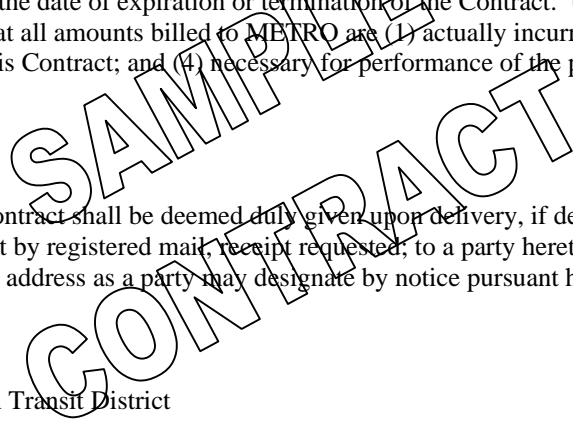 the date of expiration or termination of the Contract.
at all amounts billed to METRO are (1) actually incurr
is Contract; and (4) necessary for performance of the p
SAMPLE
ontract shall be deemed duly given upon delivery, if de
t by registered mail, receipt requested, to a party heret
address as a party may designate by notice pursuant h
CONTRACT
Transit District